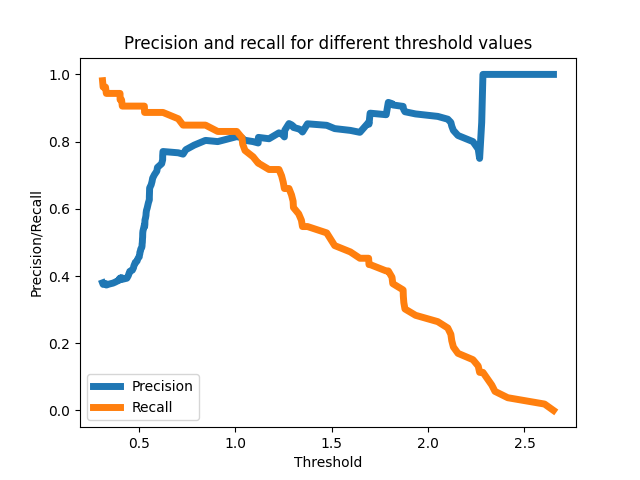 Precision and recall for different threshold values
Precision/Recall
1.0
0.8
0.6
0.4
0.2
0.0
Precision
Recall
0.5
1.0
1.5
2.0
2.5
Threshold